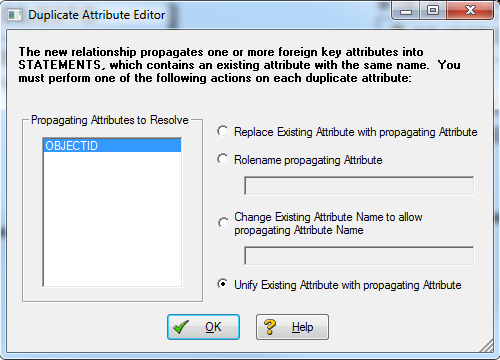 Duplicate Attribute Editor
The new relationship propagates one or more foreign key attributes into
STATEMENTS, which contains an existing attribute with the same name.  You
must perform one of the following actions on each duplicate attribute:
Propagating Attributes to Resolve
OBJECTID
Replace Existing Attribute with propagating Attribute
Rolename propagating Attribute
Change Existing Attribute Name to allow
propagating Attribute Name
Unify Existing Attribute with propagating Attribute
OK
Help